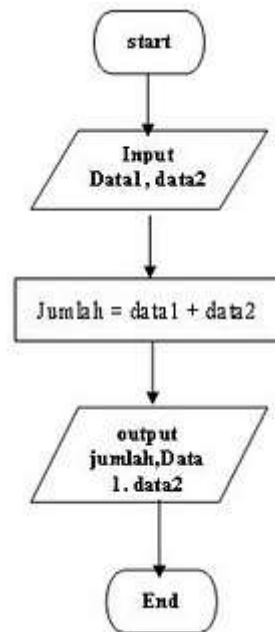 start
Input
Data1, data2
Jumlah = data1 + data2
output
jumlah,Data
1. data2
End